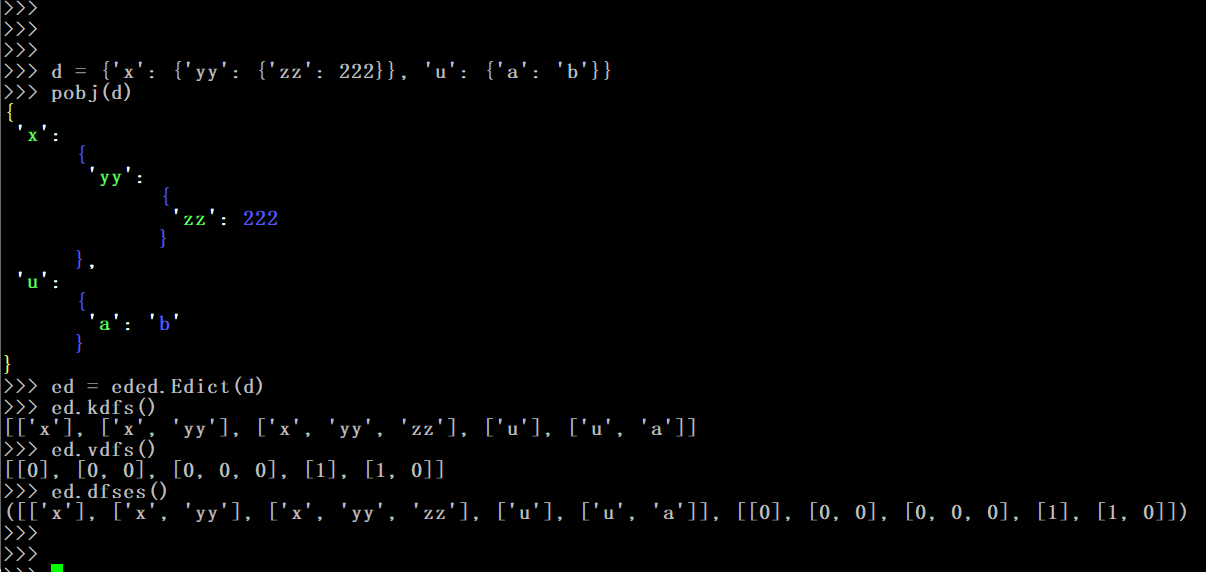 >>>
>>>
>>>
>>> d = {'x': {'yy': {'zz': 222}}, 'u': {'a': 'b'}}
>>> pobj(d)
{
 'x':
      {
       'yy':
             {
              'zz': 222
             }
      },
 'u':
      {
       'a': 'b'
      }
}
>>> ed = eded.Edict(d)
>>> ed.kdfs()
[['x'], ['x', 'yy'], ['x', 'yy', 'zz'], ['u'], ['u', 'a']]
>>> ed.vdfs()
[[0], [0, 0], [0, 0, 0], [1], [1, 0]]
>>> ed.dfses()
([['x'], ['x', 'yy'], ['x', 'yy', 'zz'], ['u'], ['u', 'a']], [[0], [0, 0], [0, 0, 0], [1], [1, 0]])
>>>
>>>
>>>